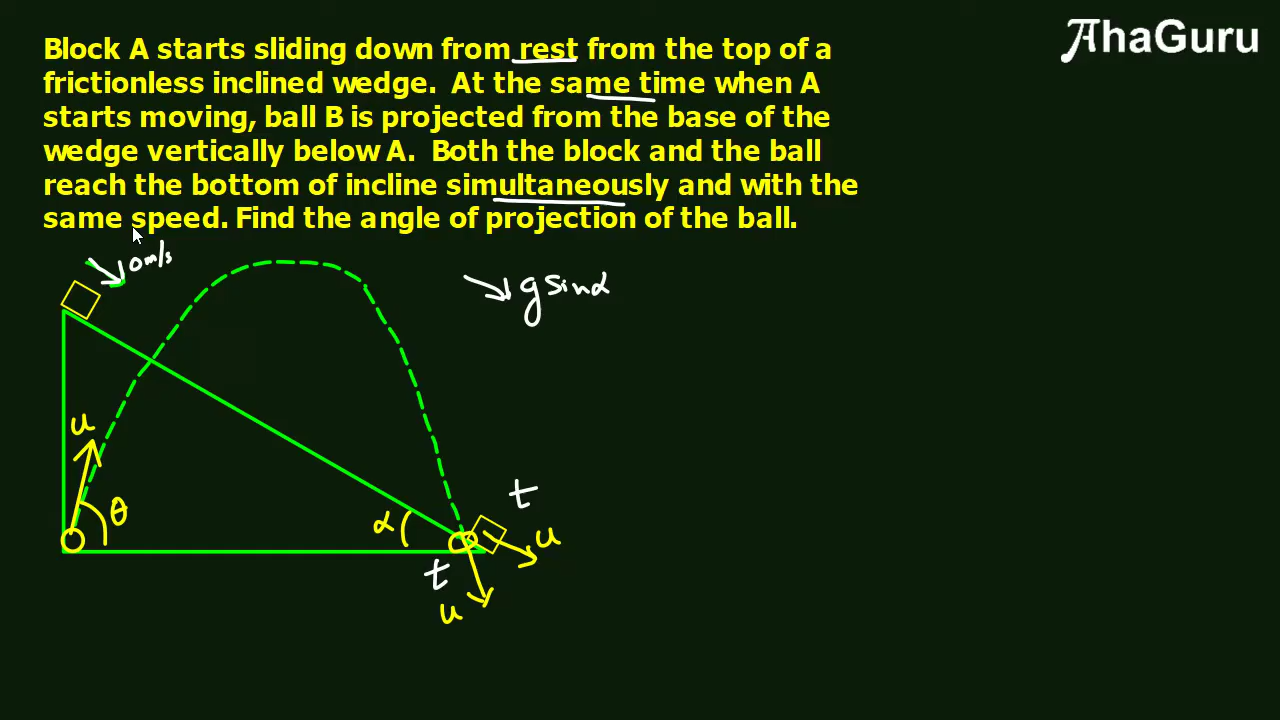 AhaGuru
Block A starts sliding down from rest from the top of a
frictionless inclined wedge.  At the same time when A
starts moving, ball B is projected from the base of the
wedge vertically below A.  Both the block and the ball
reach the bottom of incline simultaneously and with the
same speed. Find the angle of projection of the ball.
0 m/s
g sinα
u
θ
α
t
u
t
u